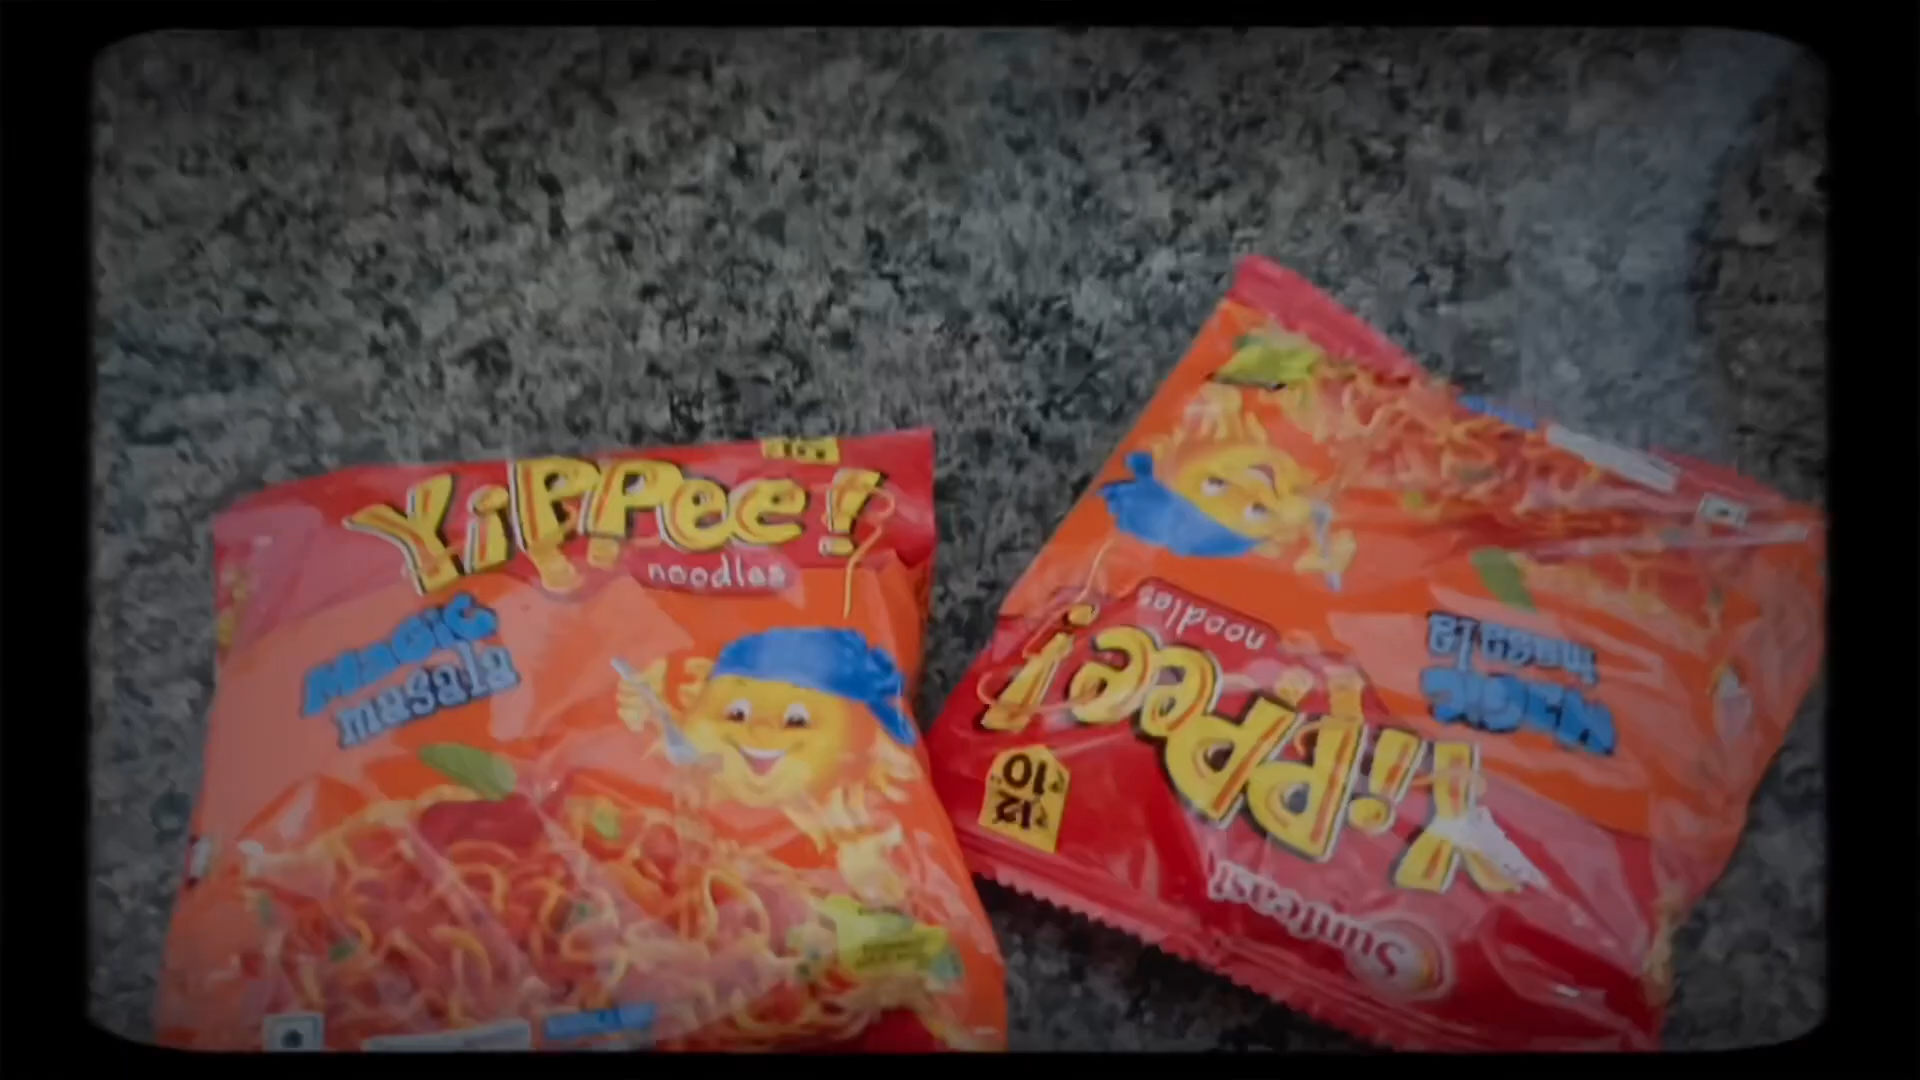 Yippee!
noodles
Magic
masala
Sunfeast
Yippee!
noodles
₹12
₹10
Magic
masala